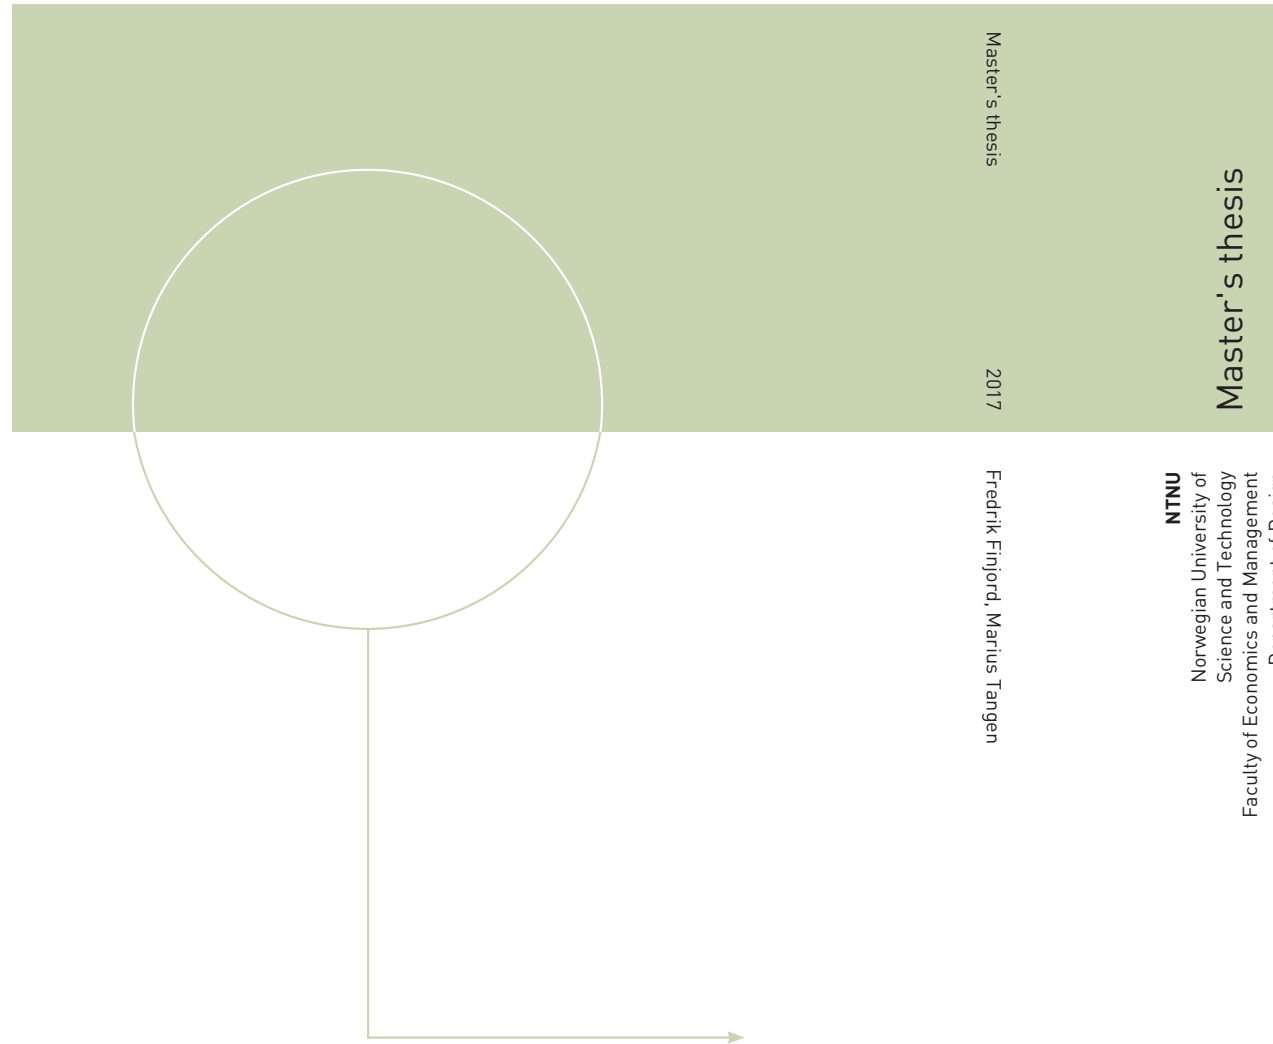 Master's thesis
2017
Fredrik Finjord, Marius Tangen
Master's thesis
NTNU
Norwegian University of
Science and Technology
Faculty of Economics and Management